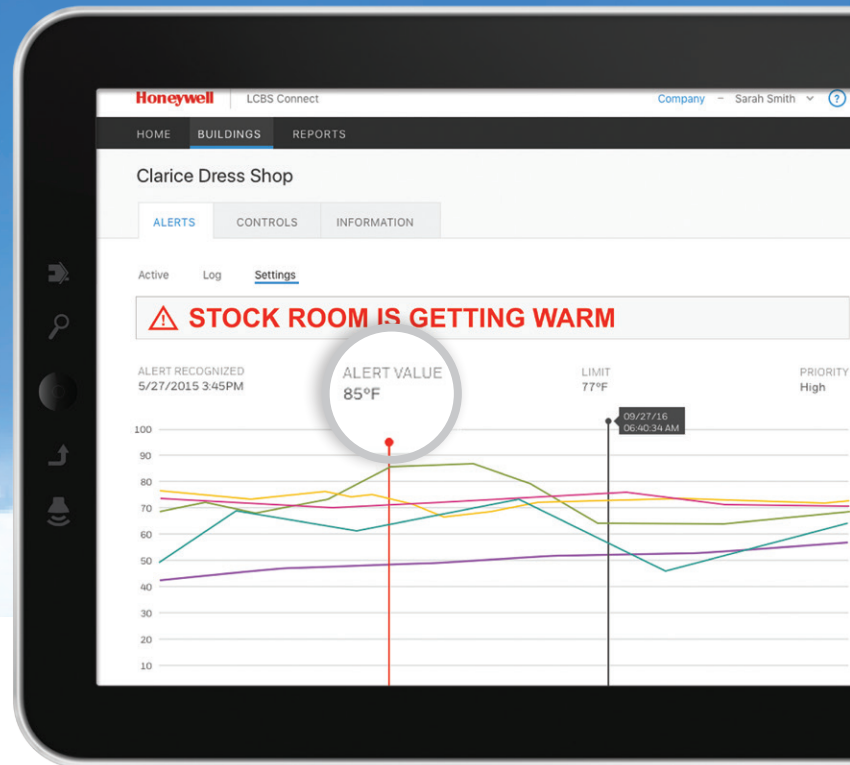 Honeywell LCBS Connect Company – Sarah Smith ?
HOME BUILDINGS REPORTS
Clarice Dress Shop
ALERTS CONTROLS INFORMATION
Active Log Settings
STOCK ROOM IS GETTING WARM
ALERT RECOGNIZED
5/27/2015 3:45PM
ALERT VALUE
85°F
LIMIT
77°F
PRIORITY
High
09/27/16
06:40:34 AM
100
90
80
70
60
50
40
30
20
10